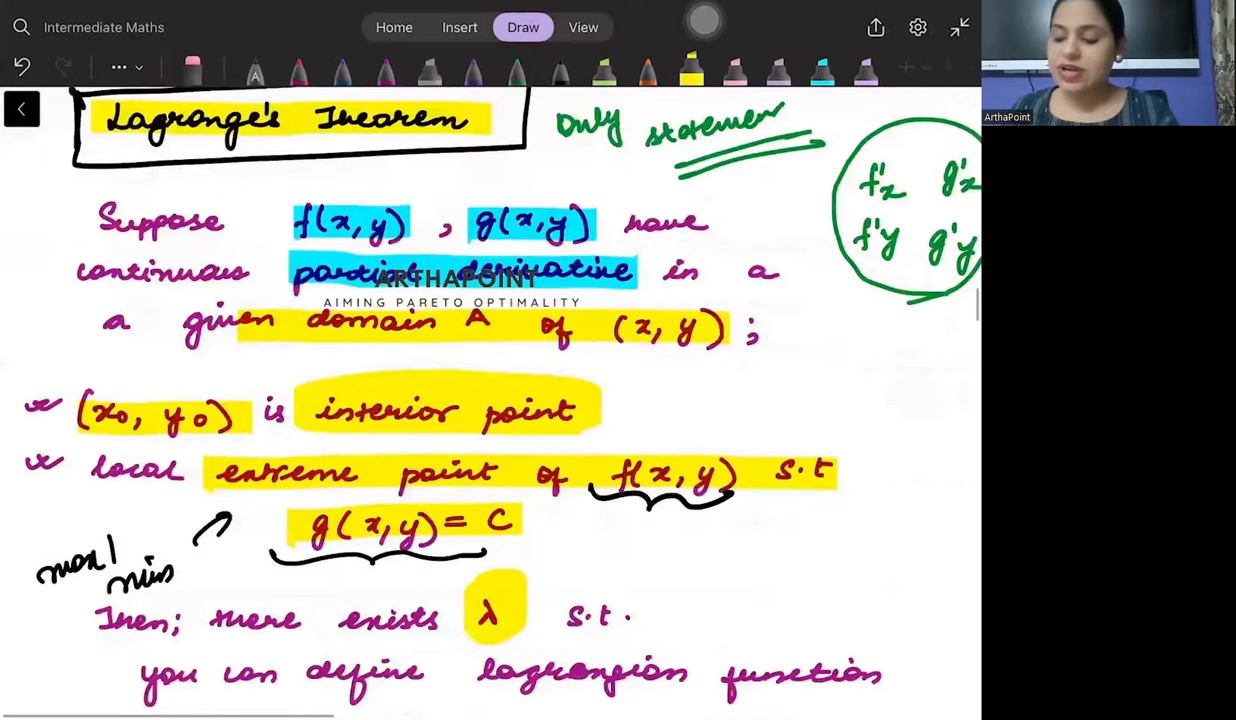 Intermediate Maths
Home Insert Draw View
A
Lagrange's Theorem
Only statement
f'x g'x
f'y g'y
Suppose f(x,y) , g(x,y) have
continuous partial derivative in a
ARTHAPOINT
AIMING PARETO OPTIMALITY
a given domain A of (x, y) ;
(x₀, y₀) is interior point
local extreme point of f(x, y) s.t
g(x, y) = C
max/
min
Then; there exists λ s.t.
you can define lagrangian function
ArthaPoint